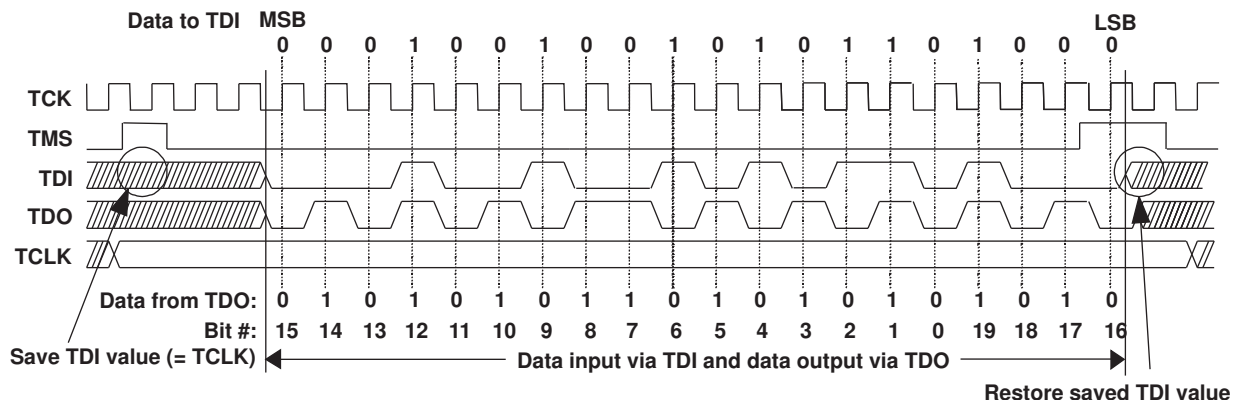 Data to TDI MSB LSB
0 0 0 1 0 0 1 0 0 1 0 1 0 1 1 0 1 0 0 0
TCK
TMS
TDI
TDO
TCLK
Data from TDO: 0 1 0 1 0 1 0 1 1 0 1 0 1 0 1 0 1 0 1 0
Bit #: 15 14 13 12 11 10 9 8 7 6 5 4 3 2 1 0 19 18 17 16
Save TDI value (= TCLK) Data input via TDI and data output via TDO
Restore saved TDI value